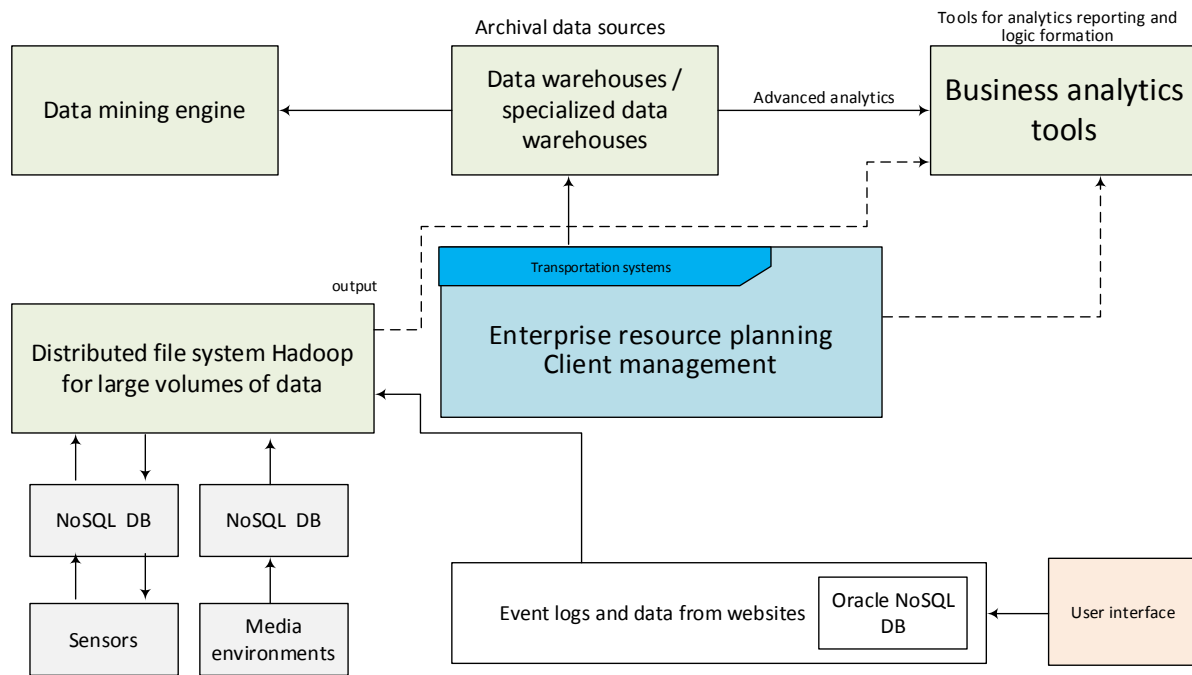 Archival data sources
Tools for analytics reporting and
logic formation
Data mining engine
Data warehouses /
specialized data
warehouses
Advanced analytics
Business analytics
tools
Transportation systems
Enterprise resource planning
Client management
output
Distributed file system Hadoop
for large volumes of data
NoSQL DB
NoSQL DB
Sensors
Media
environments
Event logs and data from websites
Oracle NoSQL
DB
User interface